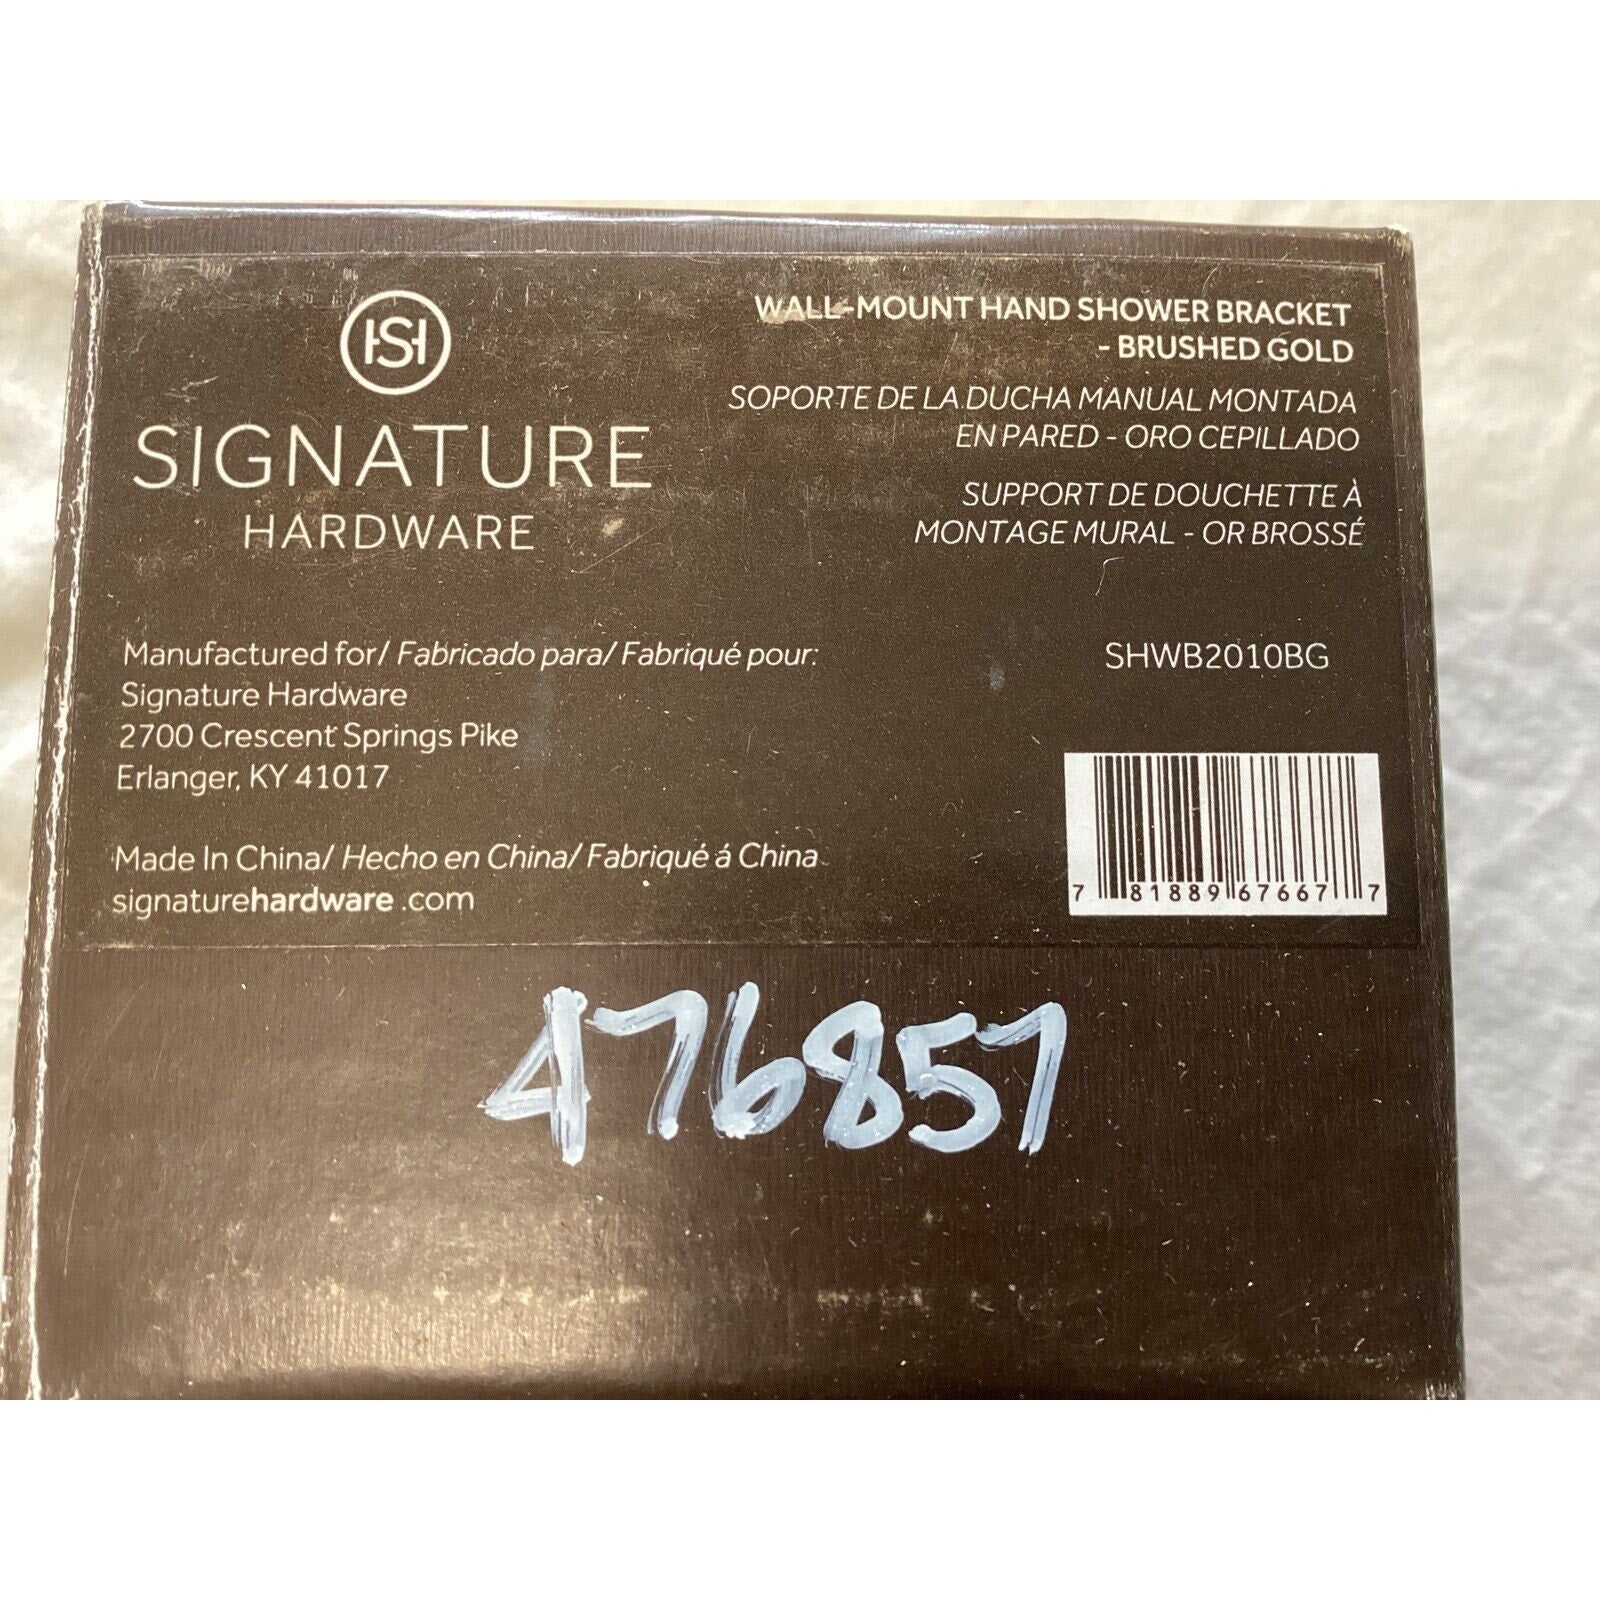 HSH
SIGNATURE
HARDWARE
WALL-MOUNT HAND SHOWER BRACKET
- BRUSHED GOLD
SOPORTE DE LA DUCHA MANUAL MONTADA
EN PARED - ORO CEPILLADO
SUPPORT DE DOUCHETTE À
MONTAGE MURAL - OR BROSSÉ
Manufactured for/ Fabricado para/ Fabriqué pour:
Signature Hardware
2700 Crescent Springs Pike
Erlanger, KY 41017
SHWB2010BG
Made In China/ Hecho en China/ Fabriqué á China
signaturehardware .com
7 81889 67667 7
476857